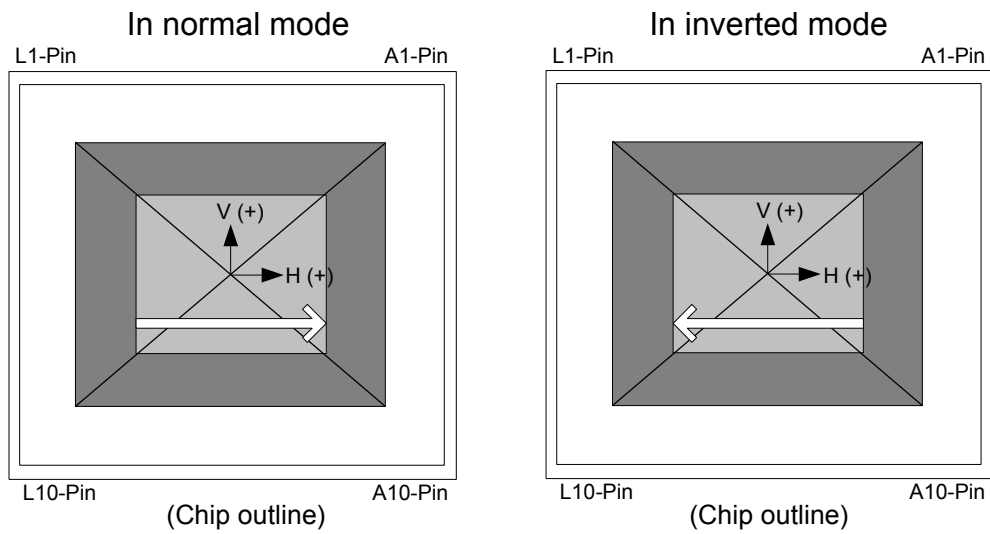 In normal mode
L1-Pin
A1-Pin
V (+)
H (+)
L10-Pin
A10-Pin
(Chip outline)
In inverted mode
L1-Pin
A1-Pin
V (+)
H (+)
L10-Pin
A10-Pin
(Chip outline)